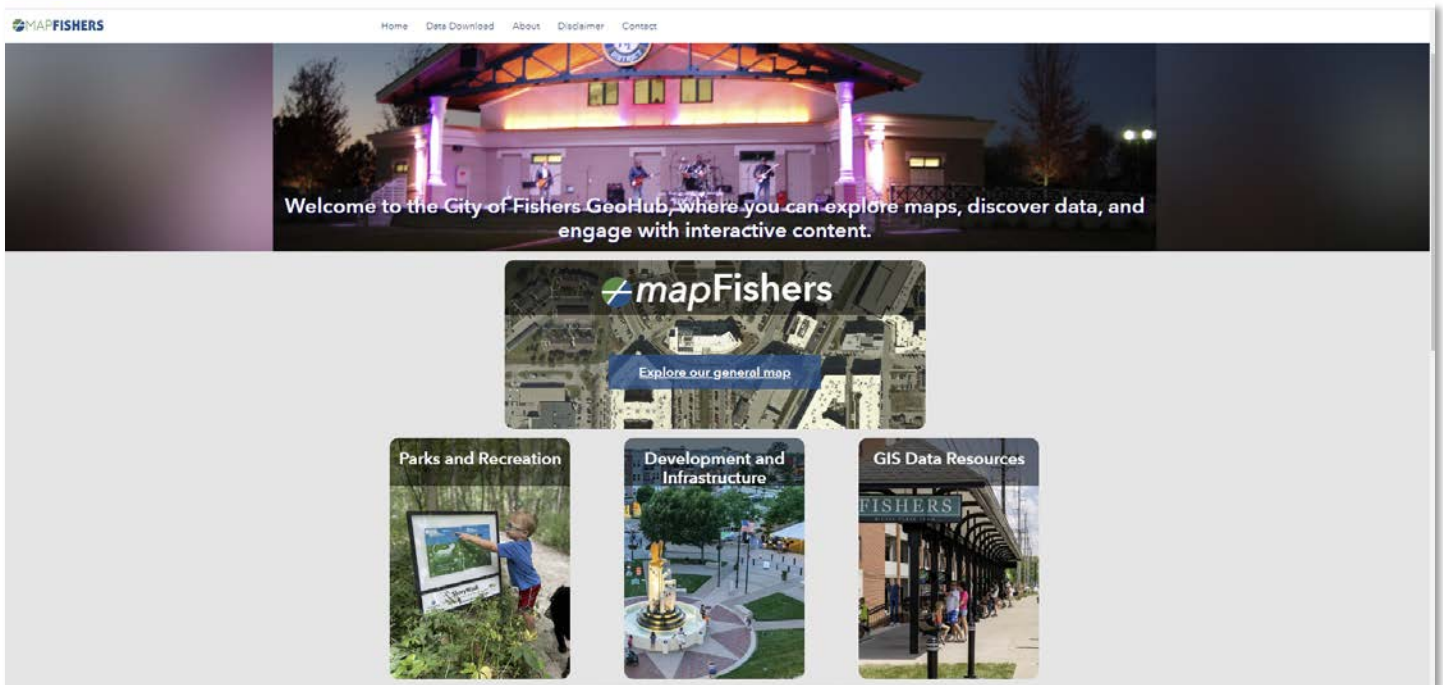 MAPFISHERS
Home Data Download About Disclaimer Contact
DISTRICT
Welcome to the City of Fishers GeoHub, where you can explore maps, discover data, and
engage with interactive content.
mapFishers
Explore our general map
Parks and Recreation
Development and
Infrastructure
GIS Data Resources
FISHERS
StoryWalk